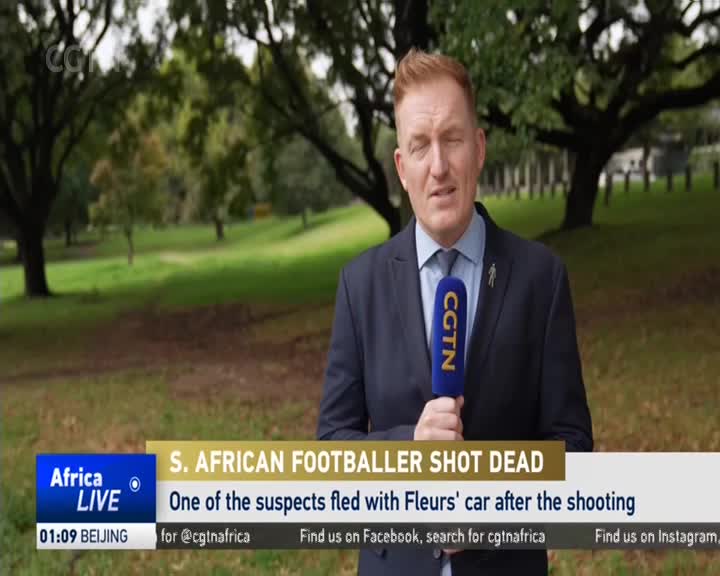 CGTN
CGTN
S. AFRICAN FOOTBALLER SHOT DEAD
Africa
LIVE
One of the suspects fled with Fleurs' car after the shooting
01:09 BEIJING
for @cgtnafrica Find us on Facebook, search for cgtnafrica Find us on Instagram,